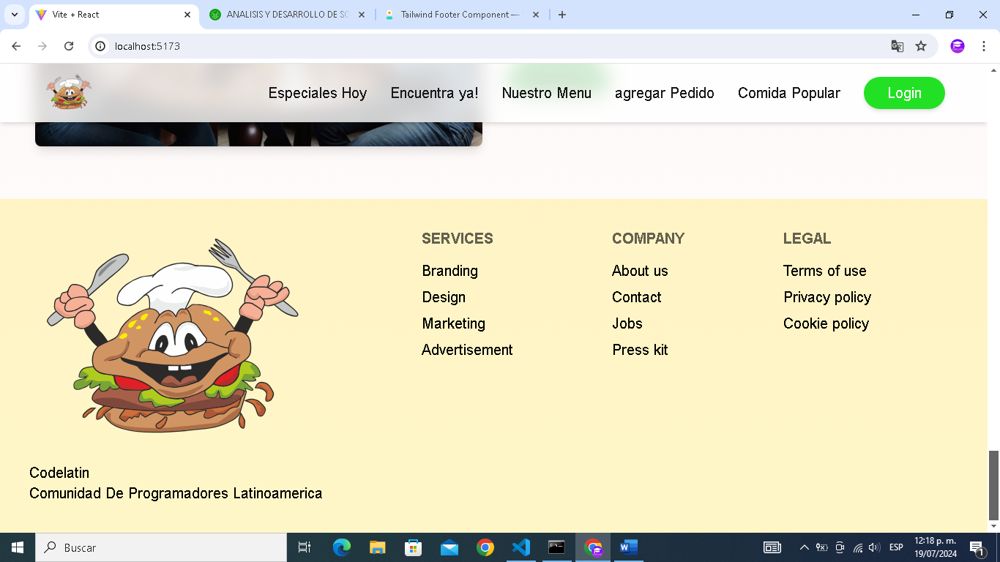 Vite + React
ANALISIS Y DESARROLLO DE SO
Tailwind Footer Component —
localhost:5173
Especiales Hoy Encuentra ya! Nuestro Menu agregar Pedido Comida Popular Login
SERVICES
Branding
Design
Marketing
Advertisement
COMPANY
About us
Contact
Jobs
Press kit
LEGAL
Terms of use
Privacy policy
Cookie policy
Codelatin
Comunidad De Programadores Latinoamerica
Buscar
ESP
12:18 p. m.
19/07/2024
1